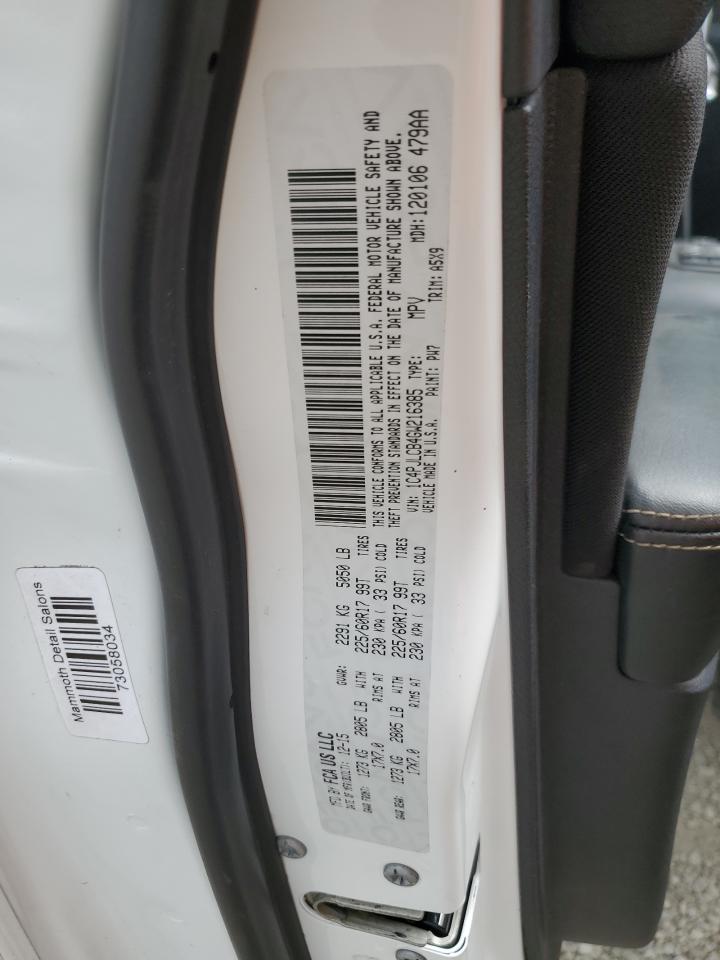 MFD BY FCA US LLC
DATE OF MFR(BUILT): 12-15 GVWR: 2291 KG 5050 LB
GAWR FRONT: 1273 KG 2805 LB WITH 225/60R17 99T TIRES
17X7.0 RIMS AT 230 KPA ( 33 PSI) COLD
GAWR REAR: 1273 KG 2805 LB WITH 225/60R17 99T TIRES
17X7.0 RIMS AT 230 KPA ( 33 PSI) COLD
THIS VEHICLE CONFORMS TO ALL APPLICABLE U.S.A. FEDERAL MOTOR VEHICLE SAFETY AND
THEFT PREVENTION STANDARDS IN EFFECT ON THE DATE OF MANUFACTURE SHOWN ABOVE.
VIN: 1C4PJLCB4GW216385 TYPE: MPV MDH: 120106 479AA
VEHICLE MADE IN U.S.A. PAINT: PW7 TRIM: A5X9
Mammoth Detail Salons
73058034